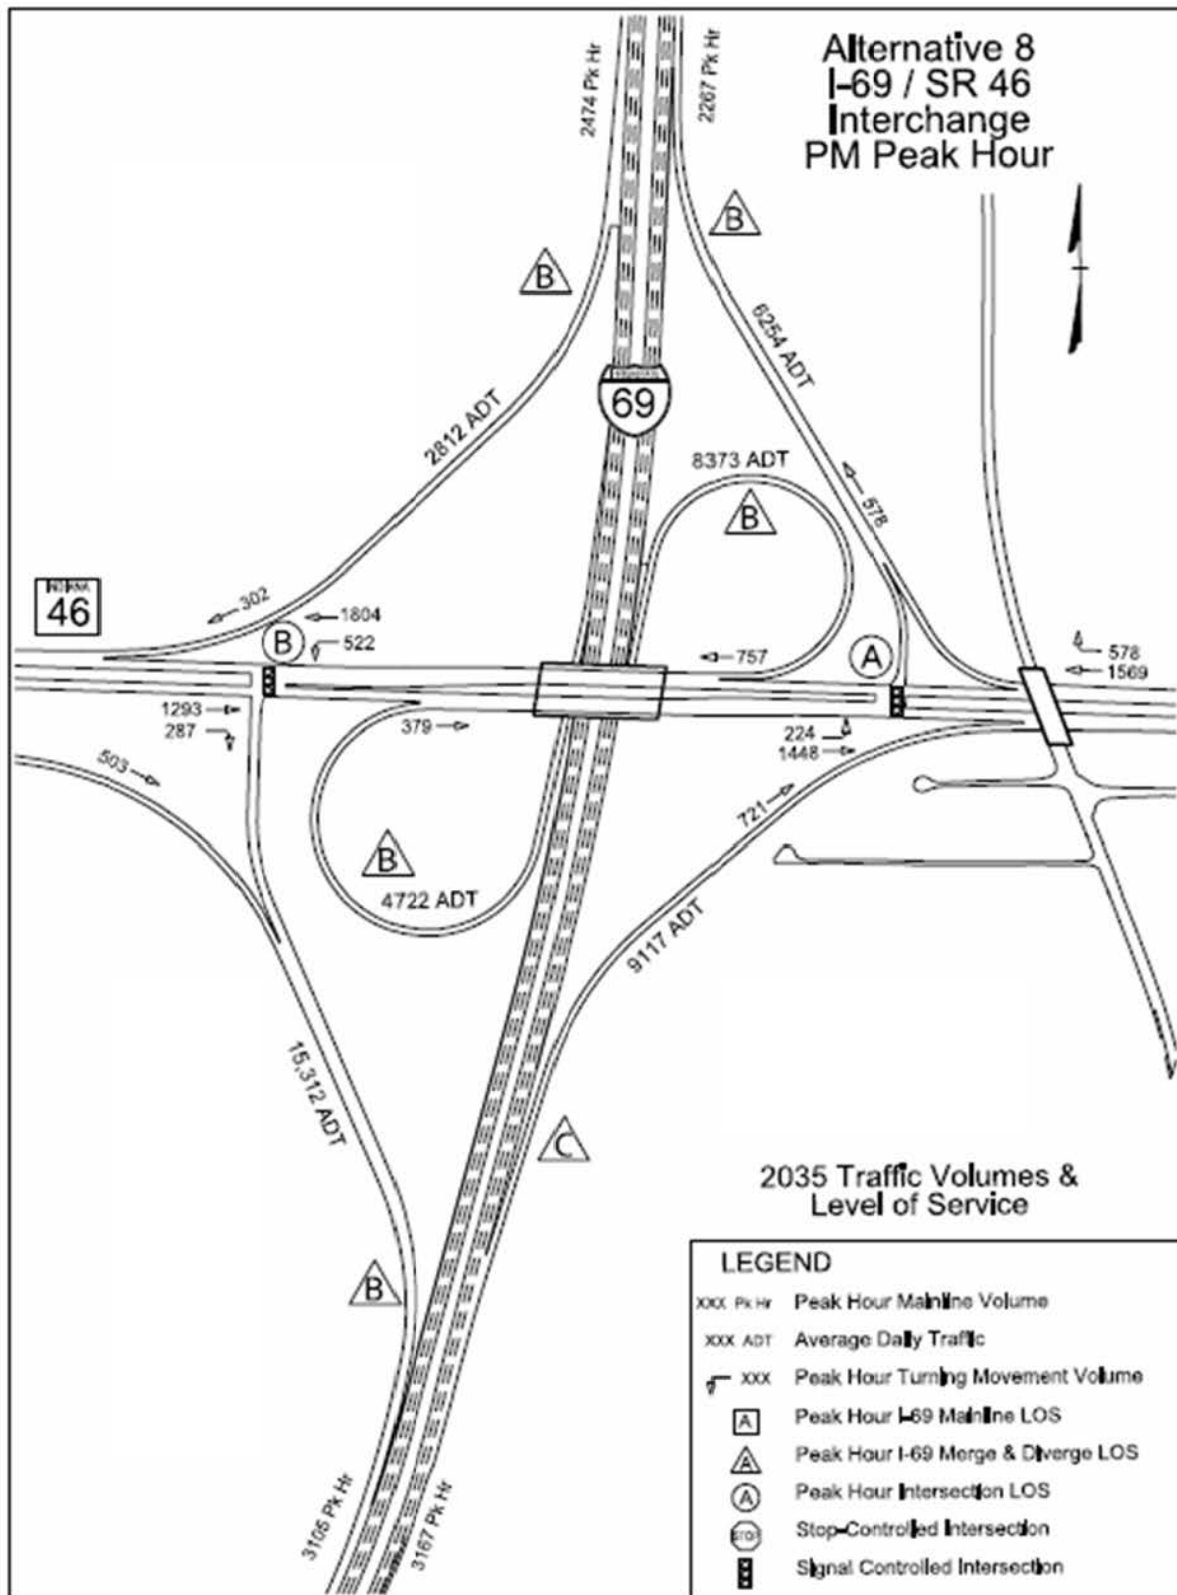 Alternative 8
I-69 / SR 46
Interchange
PM Peak Hour
2474 Pk Hr
2267 Pk Hr
B
B
6254 ADT
69
2812 ADT
8373 ADT
B
578
INDIANA
46
302
1804
B
522
757
A
578
1569
1293
287
379
224
1448
503
721
B
4722 ADT
9117 ADT
15,312 ADT
C
B
3105 Pk Hr
3167 Pk Hr
2035 Traffic Volumes &
Level of Service
LEGEND
XXX Pk Hr Peak Hour Mainline Volume
XXX ADT Average Daily Traffic
XXX Peak Hour Turning Movement Volume
A Peak Hour I-69 Mainline LOS
A Peak Hour I-69 Merge & Diverge LOS
A Peak Hour Intersection LOS
STOP Stop-Controlled Intersection
Signal Controlled Intersection